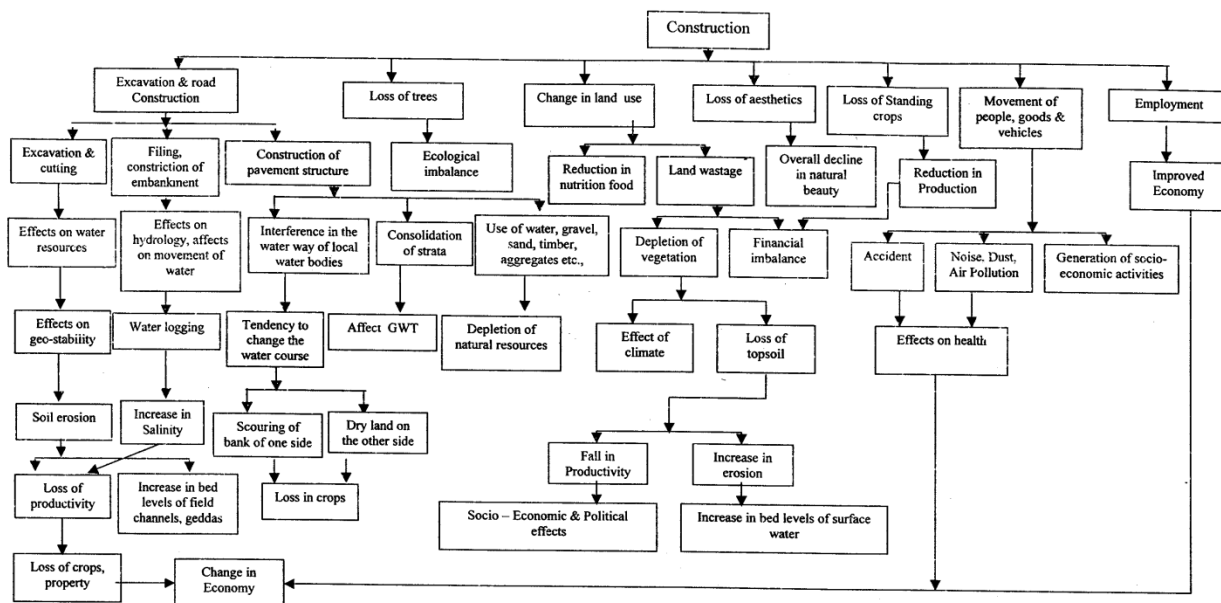 Construction
Excavation & road
Construction
Loss of trees
Change in land use
Loss of aesthetics
Loss of Standing
crops
Movement of
people, goods &
vehicles
Employment
Excavation &
cutting
Filing,
constriction of
embankment
Construction of
pavement structure
Ecological
imbalance
Reduction in
nutrition food
Land wastage
Overall decline
in natural
beauty
Reduction in
Production
Improved
Economy
Effects on water
resources
Effects on
hydrology, affects
on movement of
water
Interference in the
water way of local
water bodies
Consolidation
of strata
Use of water, gravel,
sand, timber,
aggregates etc.,
Depletion of
vegetation
Financial
imbalance
Accident
Noise, Dust,
Air Pollution
Generation of socio-
economic activities
Effects on
geo-stability
Water logging
Tendency to
change the
water course
Affect GWT
Depletion of
natural resources
Effect of
climate
Loss of
topsoil
Effects on health
Soil erosion
Increase in
Salinity
Scouring of
bank of one side
Dry land on
the other side
Fall in
Productivity
Increase in
erosion
Loss of
productivity
Increase in bed
levels of field
channels, geddas
Loss in crops
Socio – Economic & Political
effects
Increase in bed levels of surface
water
Loss of crops,
property
Change in
Economy